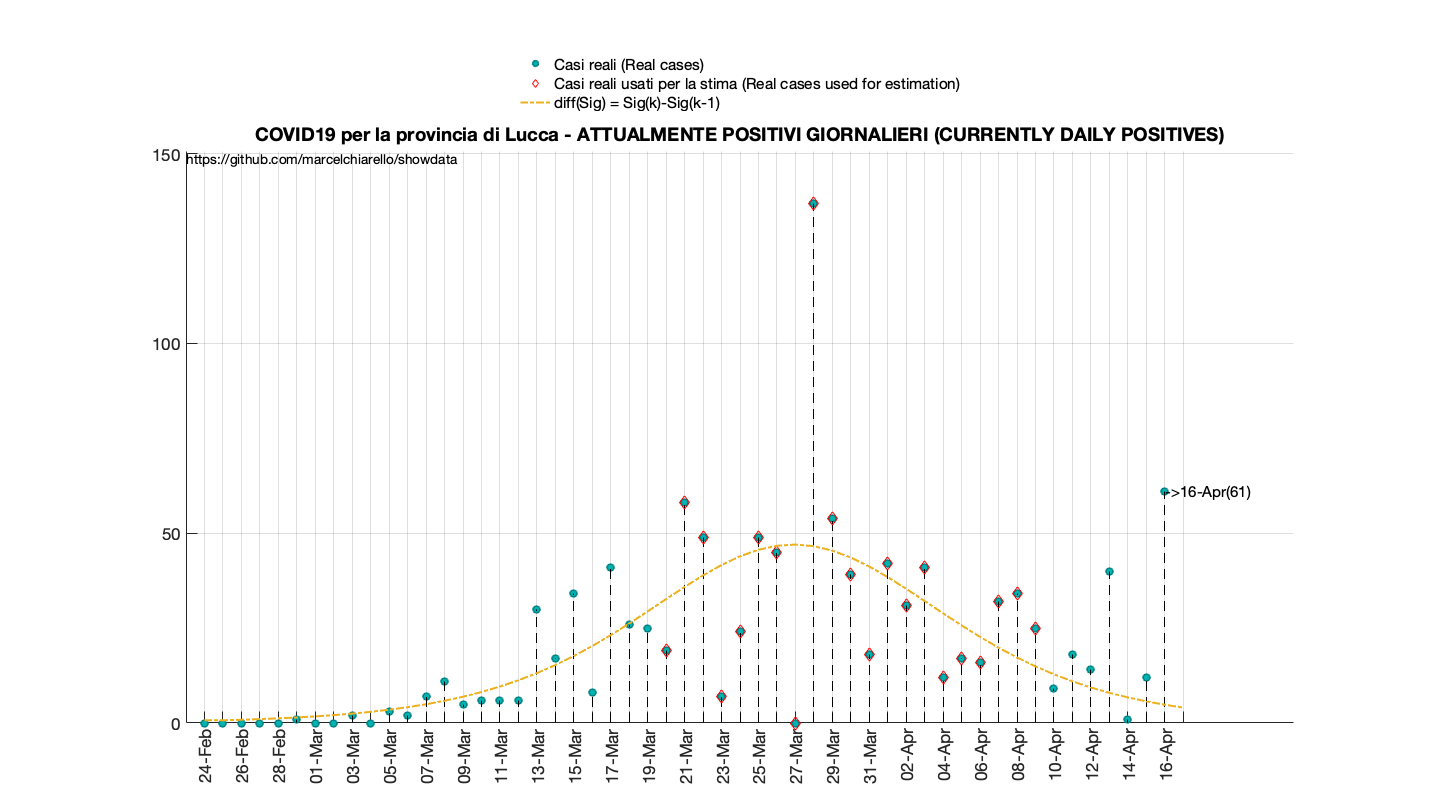 Casi reali (Real cases)
Casi reali usati per la stima (Real cases used for estimation)
diff(Sig) = Sig(k)-Sig(k-1)
COVID19 per la provincia di Lucca - ATTUALMENTE POSITIVI GIORNALIERI (CURRENTLY DAILY POSITIVES)
150
https://github.com/marcelchiarello/showdata
100
50
->16-Apr(61)
0
24-Feb
26-Feb
28-Feb
01-Mar
03-Mar
05-Mar
07-Mar
09-Mar
11-Mar
13-Mar
15-Mar
17-Mar
19-Mar
21-Mar
23-Mar
25-Mar
27-Mar
29-Mar
31-Mar
02-Apr
04-Apr
06-Apr
08-Apr
10-Apr
12-Apr
14-Apr
16-Apr